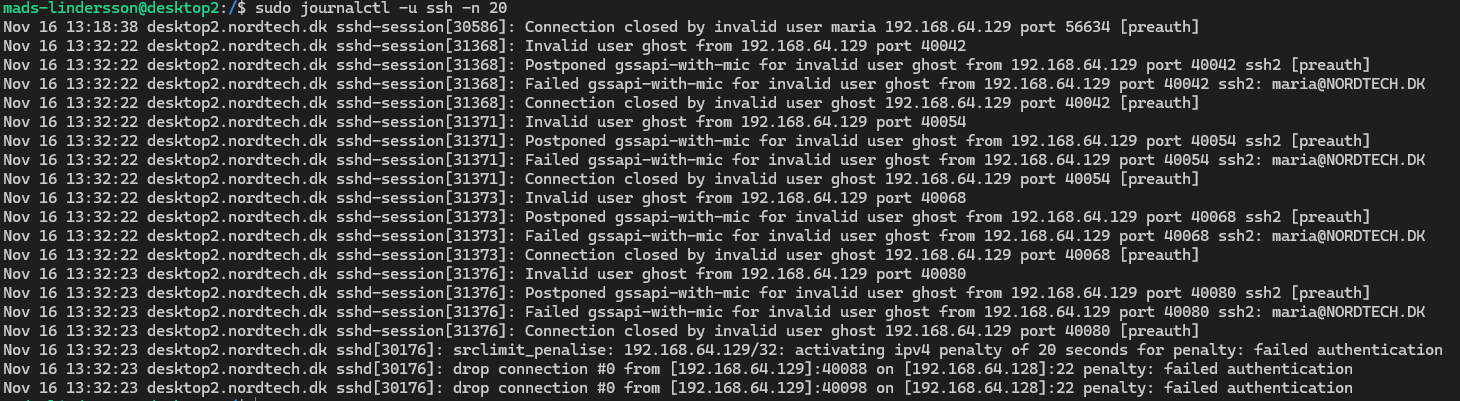 mads-lindersson@desktop2:/$ sudo journalctl -u ssh -n 20
Nov 16 13:18:38 desktop2.nordtech.dk sshd-session[30586]: Connection closed by invalid user maria 192.168.64.129 port 56634 [preauth]
Nov 16 13:32:22 desktop2.nordtech.dk sshd-session[31368]: Invalid user ghost from 192.168.64.129 port 40042
Nov 16 13:32:22 desktop2.nordtech.dk sshd-session[31368]: Postponed gssapi-with-mic for invalid user ghost from 192.168.64.129 port 40042 ssh2 [preauth]
Nov 16 13:32:22 desktop2.nordtech.dk sshd-session[31368]: Failed gssapi-with-mic for invalid user ghost from 192.168.64.129 port 40042 ssh2: maria@NORDTECH.DK
Nov 16 13:32:22 desktop2.nordtech.dk sshd-session[31368]: Connection closed by invalid user ghost 192.168.64.129 port 40042 [preauth]
Nov 16 13:32:22 desktop2.nordtech.dk sshd-session[31371]: Invalid user ghost from 192.168.64.129 port 40054
Nov 16 13:32:22 desktop2.nordtech.dk sshd-session[31371]: Postponed gssapi-with-mic for invalid user ghost from 192.168.64.129 port 40054 ssh2 [preauth]
Nov 16 13:32:22 desktop2.nordtech.dk sshd-session[31371]: Failed gssapi-with-mic for invalid user ghost from 192.168.64.129 port 40054 ssh2: maria@NORDTECH.DK
Nov 16 13:32:22 desktop2.nordtech.dk sshd-session[31371]: Connection closed by invalid user ghost 192.168.64.129 port 40054 [preauth]
Nov 16 13:32:22 desktop2.nordtech.dk sshd-session[31373]: Invalid user ghost from 192.168.64.129 port 40068
Nov 16 13:32:22 desktop2.nordtech.dk sshd-session[31373]: Postponed gssapi-with-mic for invalid user ghost from 192.168.64.129 port 40068 ssh2 [preauth]
Nov 16 13:32:22 desktop2.nordtech.dk sshd-session[31373]: Failed gssapi-with-mic for invalid user ghost from 192.168.64.129 port 40068 ssh2: maria@NORDTECH.DK
Nov 16 13:32:22 desktop2.nordtech.dk sshd-session[31373]: Connection closed by invalid user ghost 192.168.64.129 port 40068 [preauth]
Nov 16 13:32:23 desktop2.nordtech.dk sshd-session[31376]: Invalid user ghost from 192.168.64.129 port 40080
Nov 16 13:32:23 desktop2.nordtech.dk sshd-session[31376]: Postponed gssapi-with-mic for invalid user ghost from 192.168.64.129 port 40080 ssh2 [preauth]
Nov 16 13:32:23 desktop2.nordtech.dk sshd-session[31376]: Failed gssapi-with-mic for invalid user ghost from 192.168.64.129 port 40080 ssh2: maria@NORDTECH.DK
Nov 16 13:32:23 desktop2.nordtech.dk sshd-session[31376]: Connection closed by invalid user ghost 192.168.64.129 port 40080 [preauth]
Nov 16 13:32:23 desktop2.nordtech.dk sshd[30176]: srclimit_penalise: 192.168.64.129/32: activating ipv4 penalty of 20 seconds for penalty: failed authentication
Nov 16 13:32:23 desktop2.nordtech.dk sshd[30176]: drop connection #0 from [192.168.64.129]:40088 on [192.168.64.128]:22 penalty: failed authentication
Nov 16 13:32:23 desktop2.nordtech.dk sshd[30176]: drop connection #0 from [192.168.64.129]:40098 on [192.168.64.128]:22 penalty: failed authentication